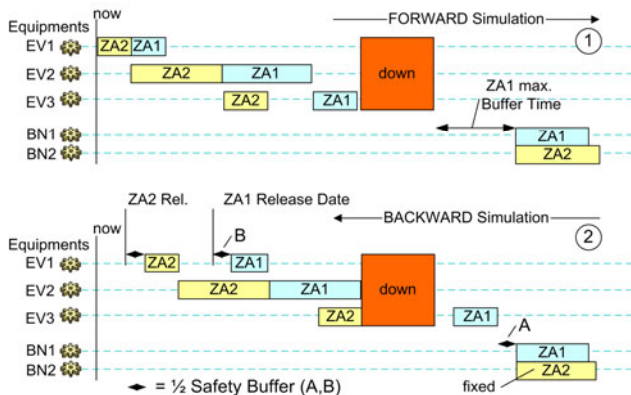 now
FORWARD Simulation
1
Equipments
EV1
ZA2
ZA1
EV2
ZA2
ZA1
down
EV3
ZA2
ZA1
ZA1 max.
Buffer Time
BN1
ZA1
BN2
ZA2
ZA2 Rel.
ZA1 Release Date
BACKWARD Simulation
2
Equipments
now
B
EV1
ZA2
ZA1
EV2
ZA2
ZA1
down
EV3
ZA2
ZA1
A
BN1
ZA1
BN2
ZA2
= ½ Safety Buffer (A,B)
fixed